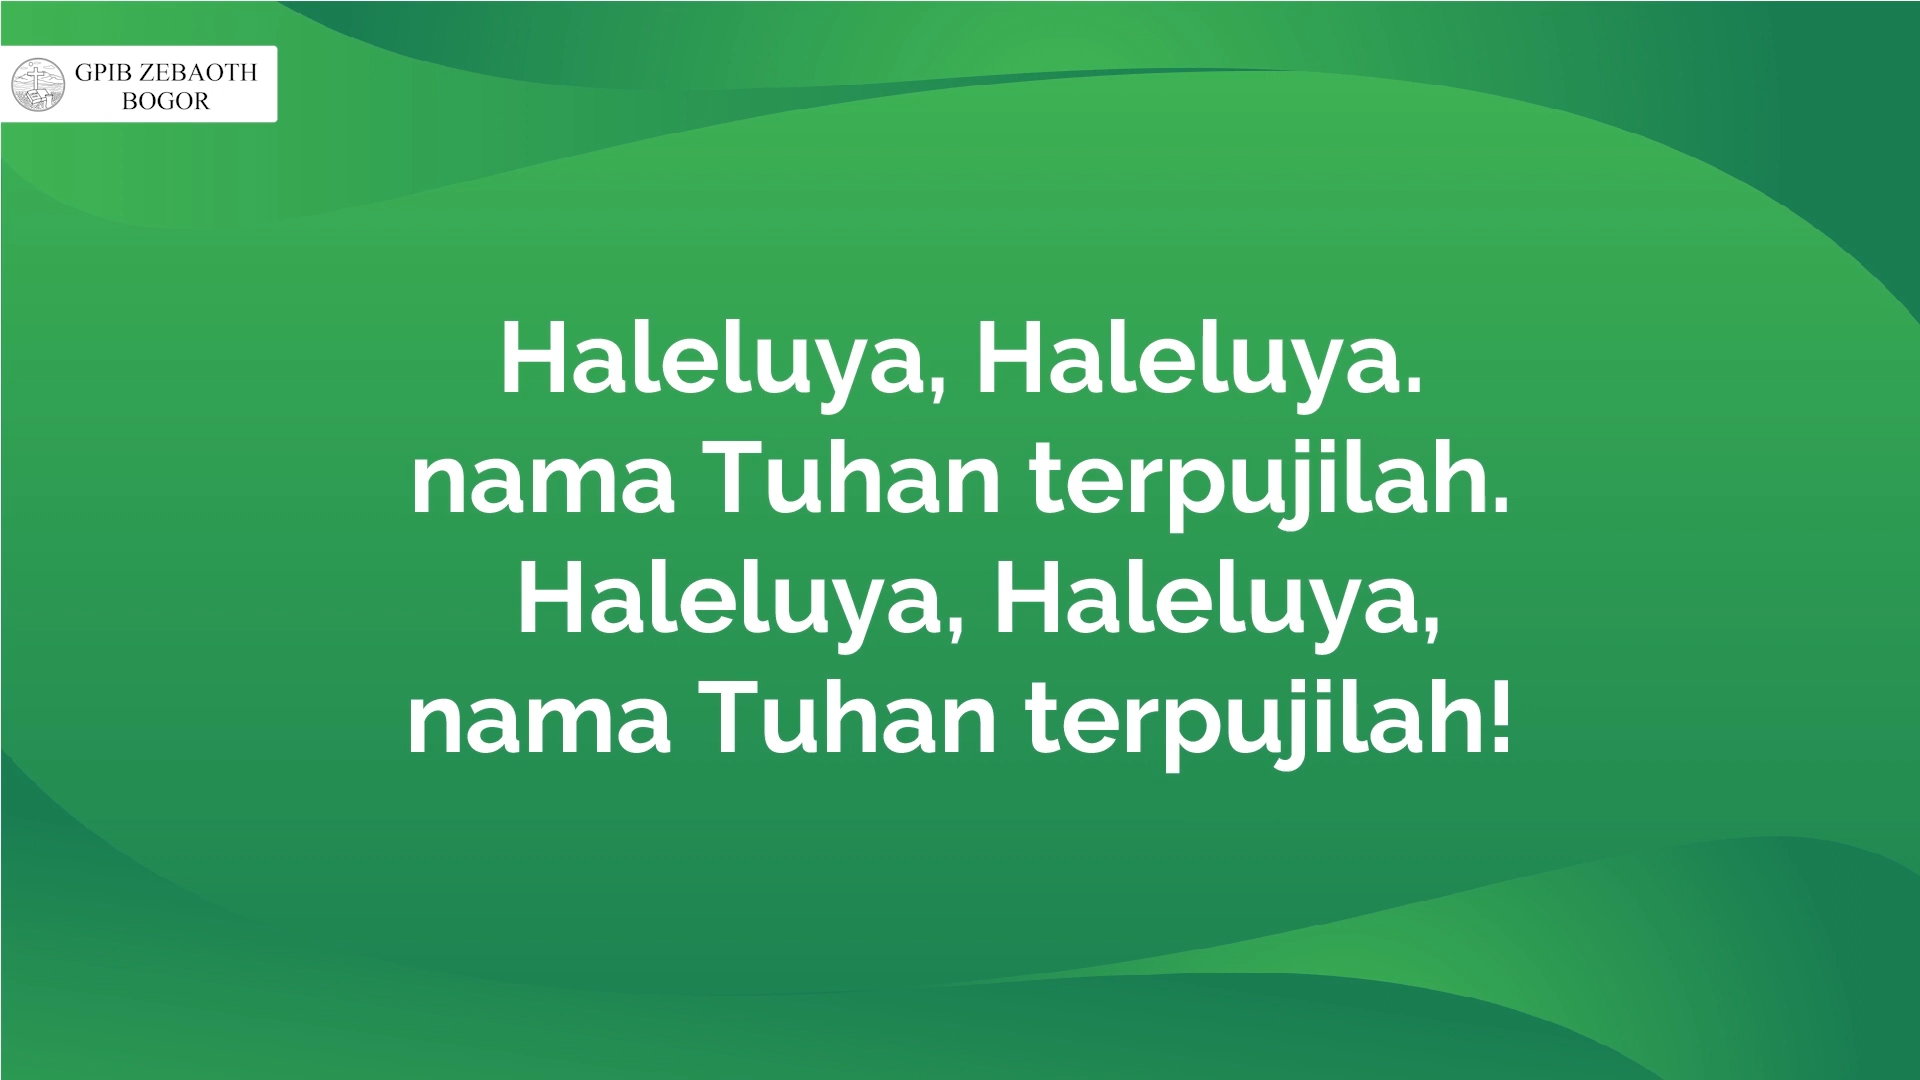 GPIB ZEBAOTH
BOGOR
Haleluya, Haleluya.
nama Tuhan terpujilah.
Haleluya, Haleluya,
nama Tuhan terpujilah!